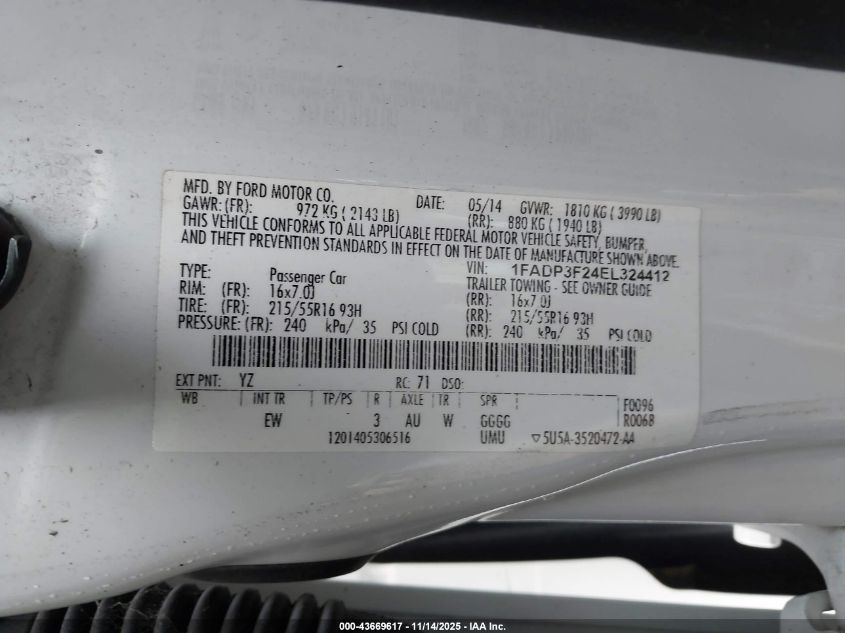 MFD. BY FORD MOTOR CO.
DATE: 05/14 GVWR: 1810 KG ( 3990 LB)
GAWR: (FR): 972 KG ( 2143 LB) (RR): 880 KG ( 1940 LB)
THIS VEHICLE CONFORMS TO ALL APPLICABLE FEDERAL MOTOR VEHICLE SAFETY, BUMPER,
AND THEFT PREVENTION STANDARDS IN EFFECT ON THE DATE OF MANUFACTURE SHOWN ABOVE.
VIN: 1FADP3F24EL324412
TYPE: Passenger Car TRAILER TOWING - SEE OWNER GUIDE
RIM: (FR): 16x7.0J (RR): 16x7.0J
TIRE: (FR): 215/55R16 93H (RR): 215/55R16 93H
PRESSURE: (FR): 240 kPa/ 35 PSI COLD (RR): 240 kPa/ 35 PSI COLD
EXT PNT: YZ RC: 71 DSO:
WB INT TR TP/PS R AXLE TR SPR F0096
EW 3 AU W GGGG R0068
1201405306516 UMU ▽5U5A-3520472-AA
000-43669617 - 11/14/2025 - IAA Inc.